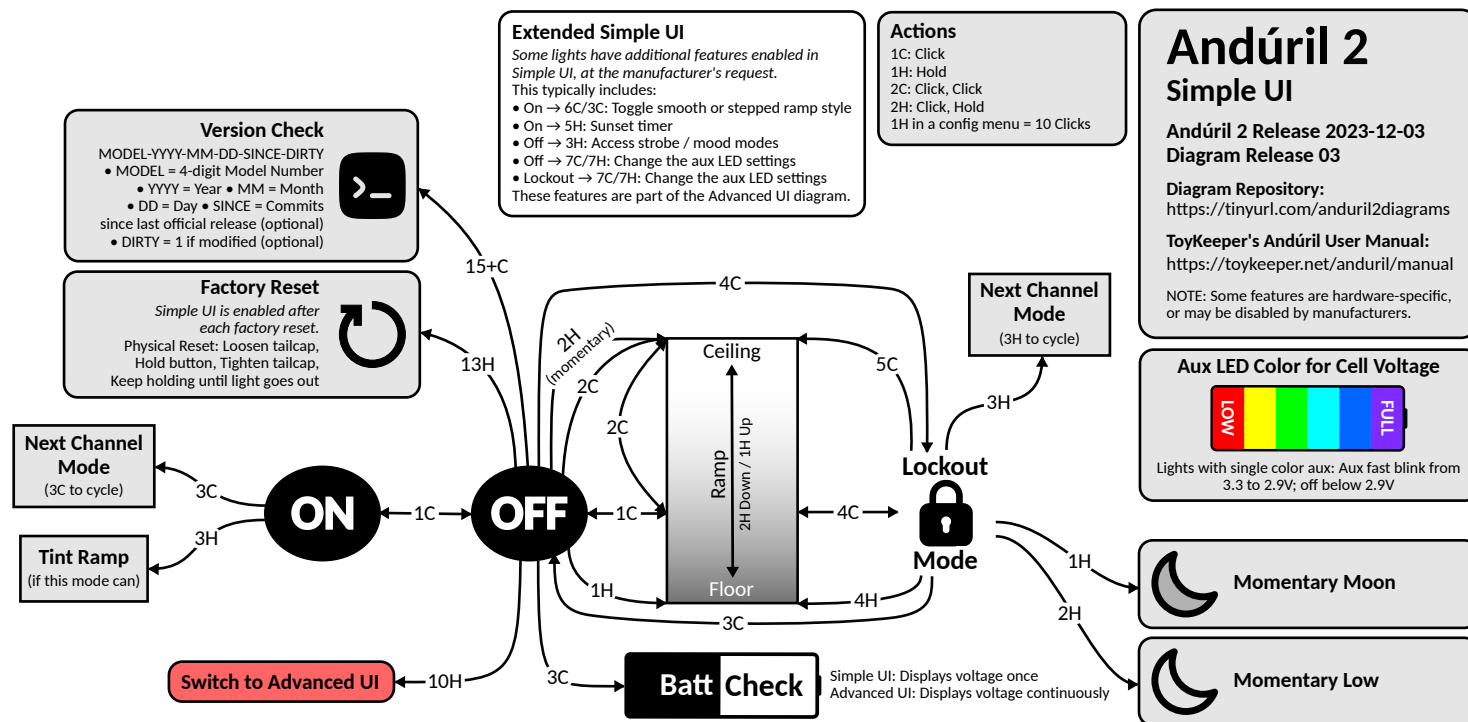 Extended Simple UI
Some lights have additional features enabled in
Simple UI, at the manufacturer's request.
This typically includes:
• On → 6C/3C: Toggle smooth or stepped ramp style
• On → 5H: Sunset timer
• Off → 3H: Access strobe / mood modes
• Off → 7C/7H: Change the aux LED settings
• Lockout → 7C/7H: Change the aux LED settings
These features are part of the Advanced UI diagram.
Actions
1C: Click
1H: Hold
2C: Click, Click
2H: Click, Hold
1H in a config menu = 10 Clicks
Andúril 2
Simple UI
Andúril 2 Release 2023-12-03
Diagram Release 03
Diagram Repository:
https://tinyurl.com/anduril2diagrams
ToyKeeper's Andúril User Manual:
https://toykeeper.net/anduril/manual
NOTE: Some features are hardware-specific,
or may be disabled by manufacturers.
Version Check
MODEL-YYYY-MM-DD-SINCE-DIRTY
• MODEL = 4-digit Model Number
• YYYY = Year • MM = Month
• DD = Day • SINCE = Commits
since last official release (optional)
• DIRTY = 1 if modified (optional)
>_
15+C
Factory Reset
Simple UI is enabled after
each factory reset.
Physical Reset: Loosen tailcap,
Hold button, Tighten tailcap,
Keep holding until light goes out
13H
4C
2H
(momentary)
2C
2C
Ceiling
Ramp
2H Down / 1H Up
Floor
5C
Next Channel
Mode
(3H to cycle)
3H
Aux LED Color for Cell Voltage
LOW
FULL
Lights with single color aux: Aux fast blink from
3.3 to 2.9V; off below 2.9V
Next Channel
Mode
(3C to cycle)
3C
3H
Tint Ramp
(if this mode can)
ON
1C
OFF
1C
4C
Lockout
Mode
1H
4H
3C
1H
Momentary Moon
2H
Momentary Low
Switch to Advanced UI
10H
3C
Batt Check
Simple UI: Displays voltage once
Advanced UI: Displays voltage continuously